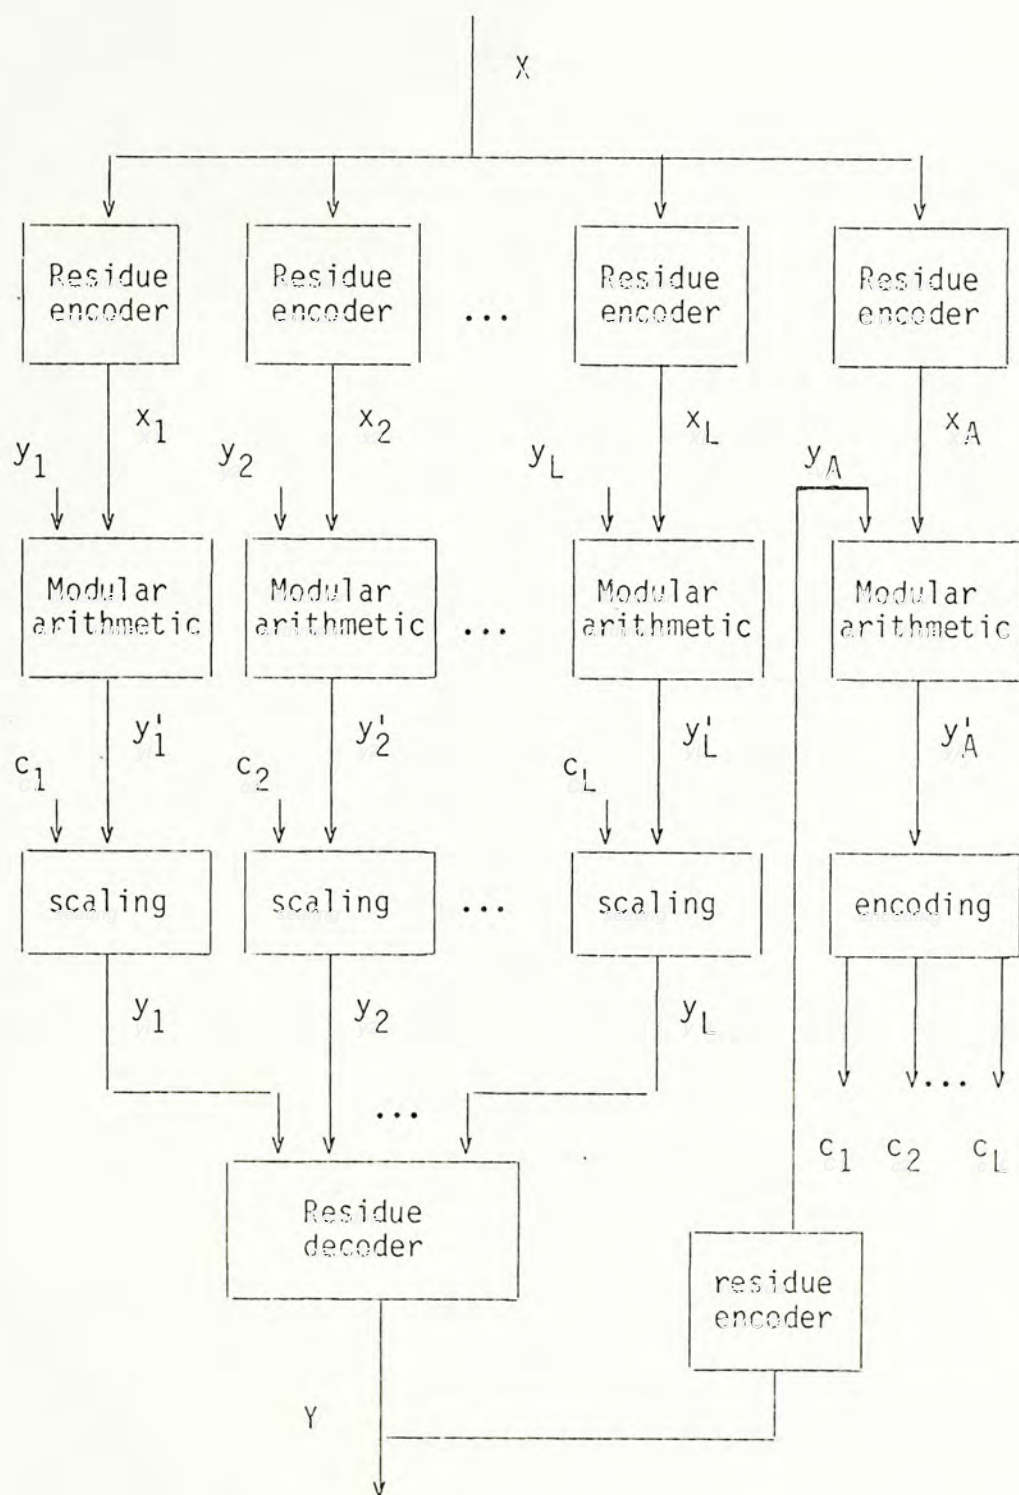 X
Residue encoder
Residue encoder
...
Residue encoder
Residue encoder
x1
x2
xL
xA
y1
y2
yL
yA
Modular arithmetic
Modular arithmetic
...
Modular arithmetic
Modular arithmetic
y'1
y'2
y'L
y'A
c1
c2
cL
scaling
scaling
...
scaling
encoding
y1
y2
yL
...
...
c1
c2
cL
Residue decoder
residue encoder
Y